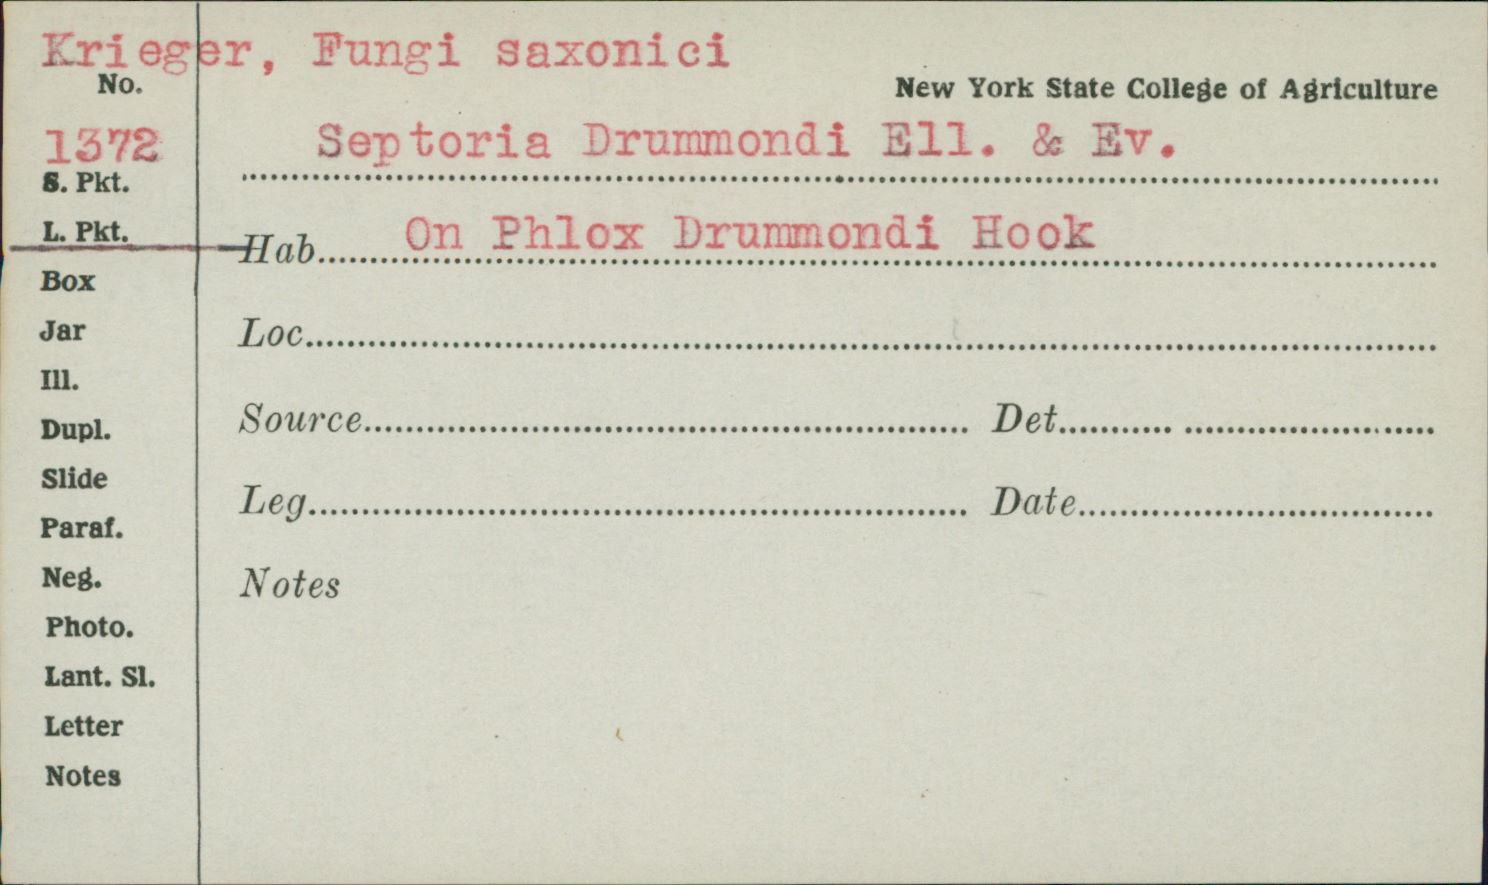 Krieger, Fungi saxonici
No.
New York State College of Agriculture
1372
Septoria Drummondi Ell. & Ev.
S. Pkt.
L. Pkt.
Hab. On Phlox Drummondi Hook
Box
Jar
Loc.
Ill.
Dupl.
Source Det.
Slide
Leg. Date
Paraf.
Neg.
Notes
Photo.
Lant. Sl.
Letter
Notes